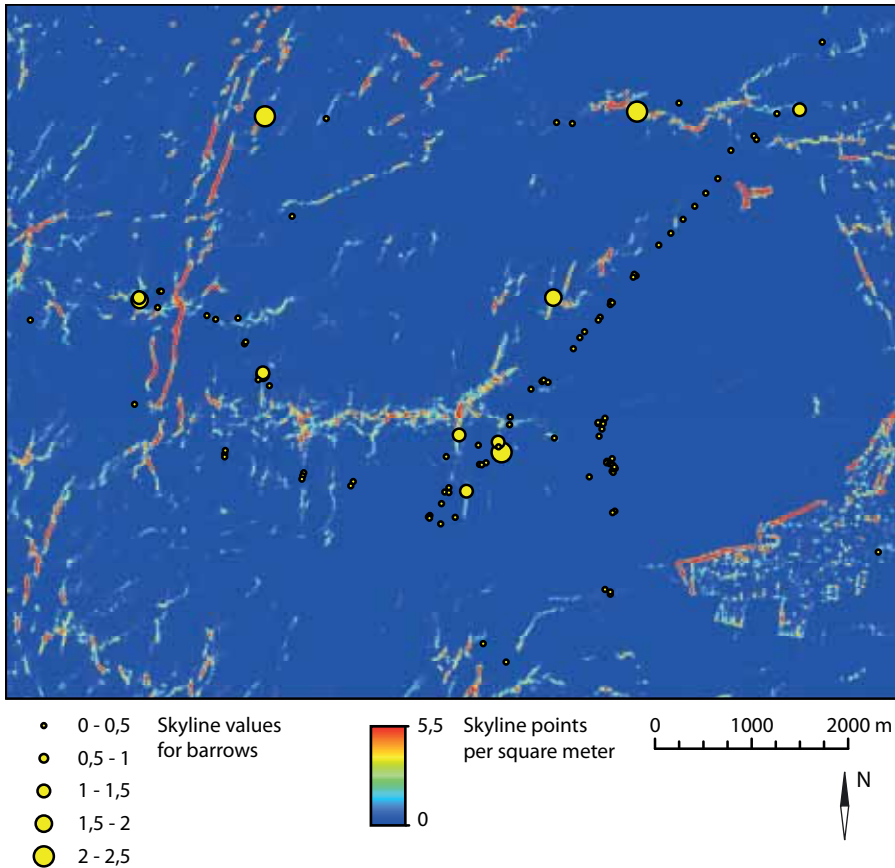 0 - 0,5
0,5 - 1
1 - 1,5
1,5 - 2
2 - 2,5
Skyline values
for barrows
5,5
0
Skyline points
per square meter
0 1000 2000 m
N